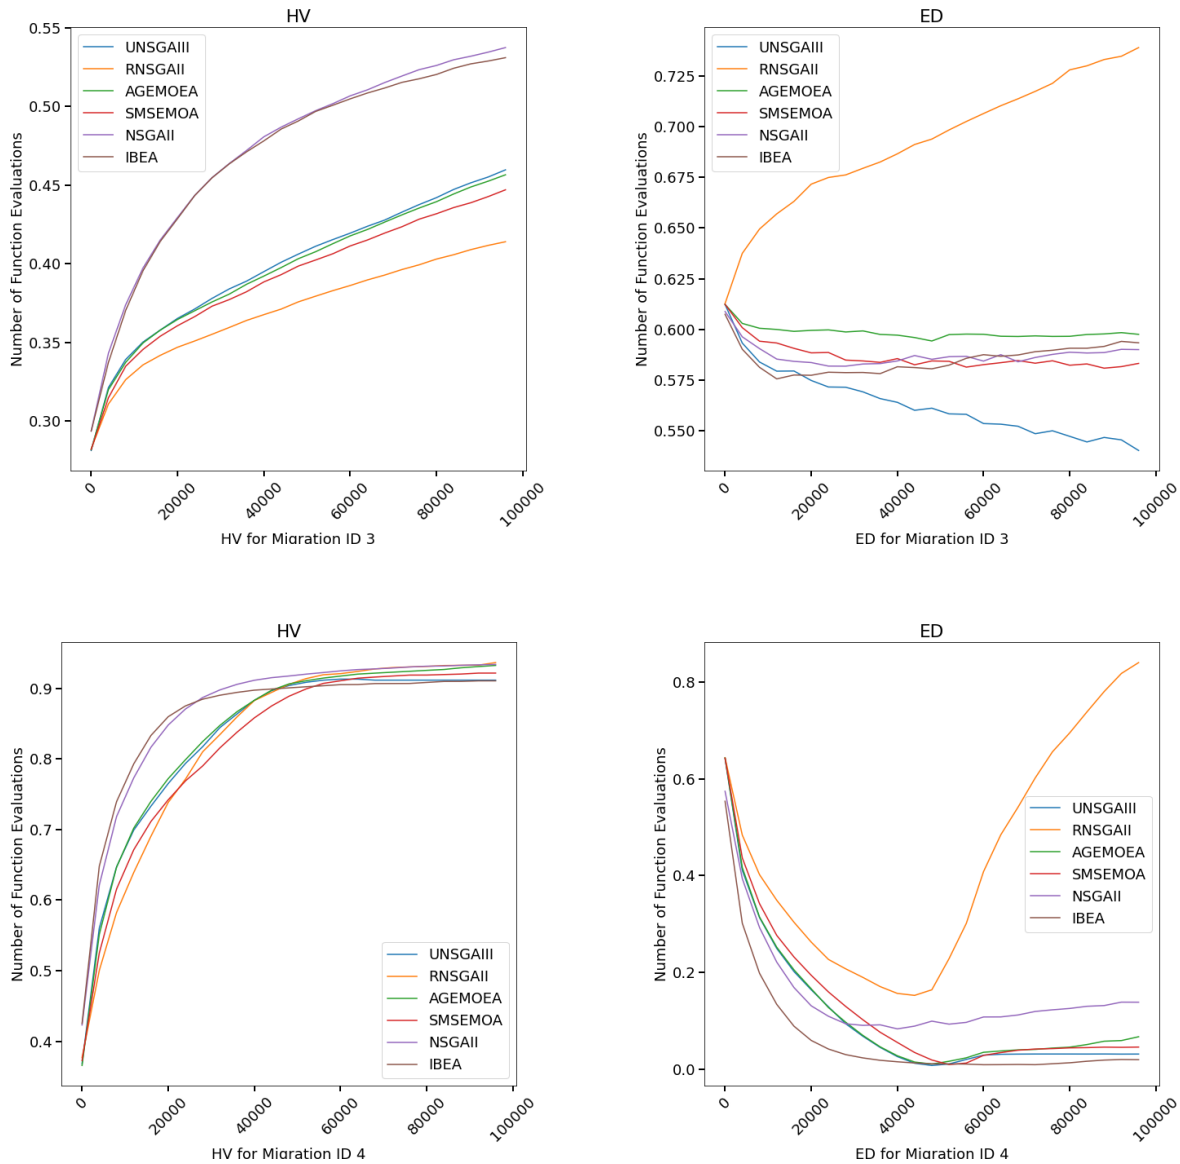 HV
Number of Function Evaluations
0.55
0.50
0.45
0.40
0.35
0.30
UNSGAIII
RNSGAII
AGEMOEA
SMSEMOA
NSGAII
IBEA
0
20000
40000
60000
80000
100000
HV for Migration ID 3
ED
Number of Function Evaluations
0.725
0.700
0.675
0.650
0.625
0.600
0.575
0.550
UNSGAIII
RNSGAII
AGEMOEA
SMSEMOA
NSGAII
IBEA
0
20000
40000
60000
80000
100000
ED for Migration ID 3
HV
Number of Function Evaluations
0.9
0.8
0.7
0.6
0.5
0.4
UNSGAIII
RNSGAII
AGEMOEA
SMSEMOA
NSGAII
IBEA
0
20000
40000
60000
80000
100000
HV for Migration ID 4
ED
Number of Function Evaluations
0.8
0.6
0.4
0.2
0.0
UNSGAIII
RNSGAII
AGEMOEA
SMSEMOA
NSGAII
IBEA
0
20000
40000
60000
80000
100000
ED for Migration ID 4